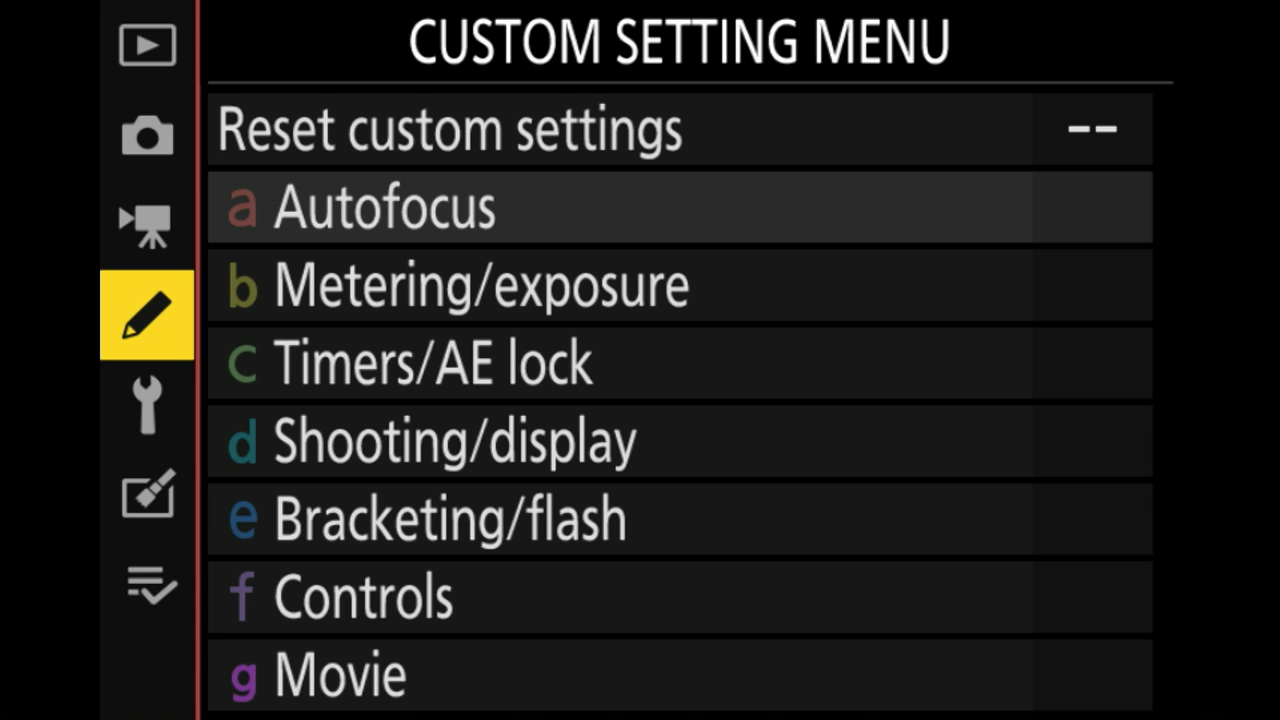 CUSTOM SETTING MENU
Reset custom settings --
a Autofocus
b Metering/exposure
c Timers/AE lock
d Shooting/display
e Bracketing/flash
f Controls
g Movie